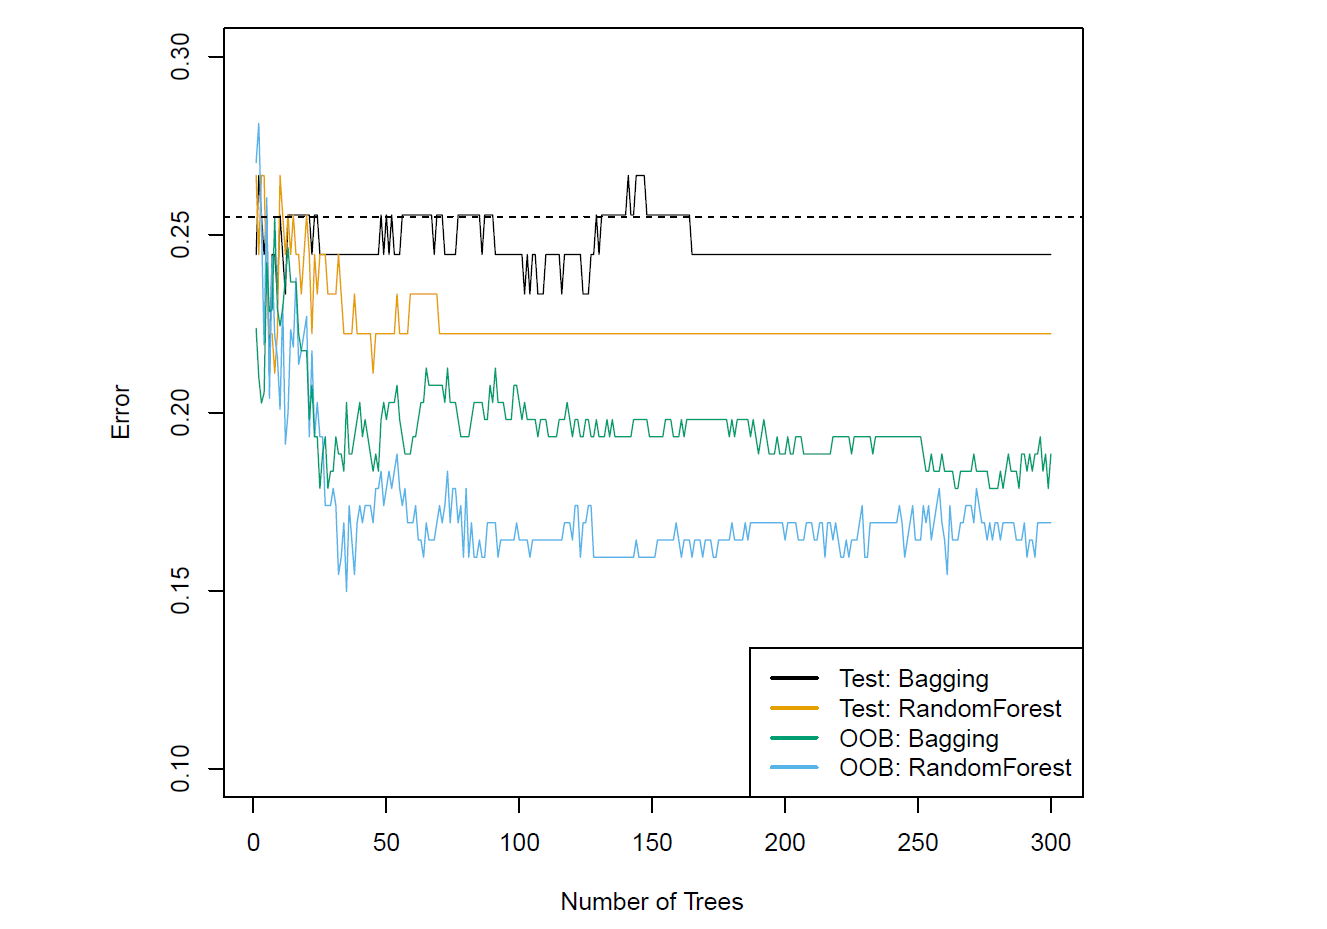 0.30
0.25
0.20
0.15
0.10
Error
0 50 100 150 200 250 300
Number of Trees
Test: Bagging
Test: RandomForest
OOB: Bagging
OOB: RandomForest